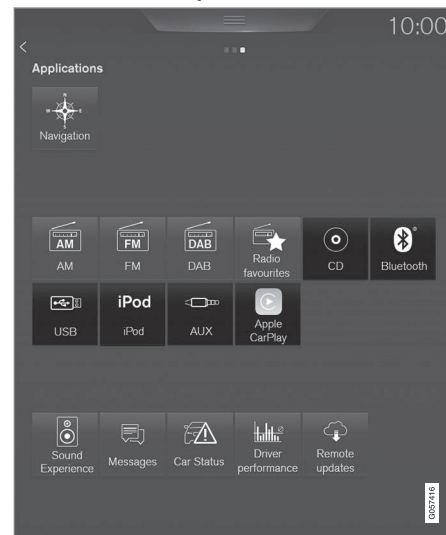 10:00
Applications
N
W E
S
Navigation
AM FM DAB
AM FM DAB Radio favourites CD Bluetooth
iPod
USB iPod AUX Apple CarPlay
Sound Experience Messages Car Status Driver performance Remote updates
G057416